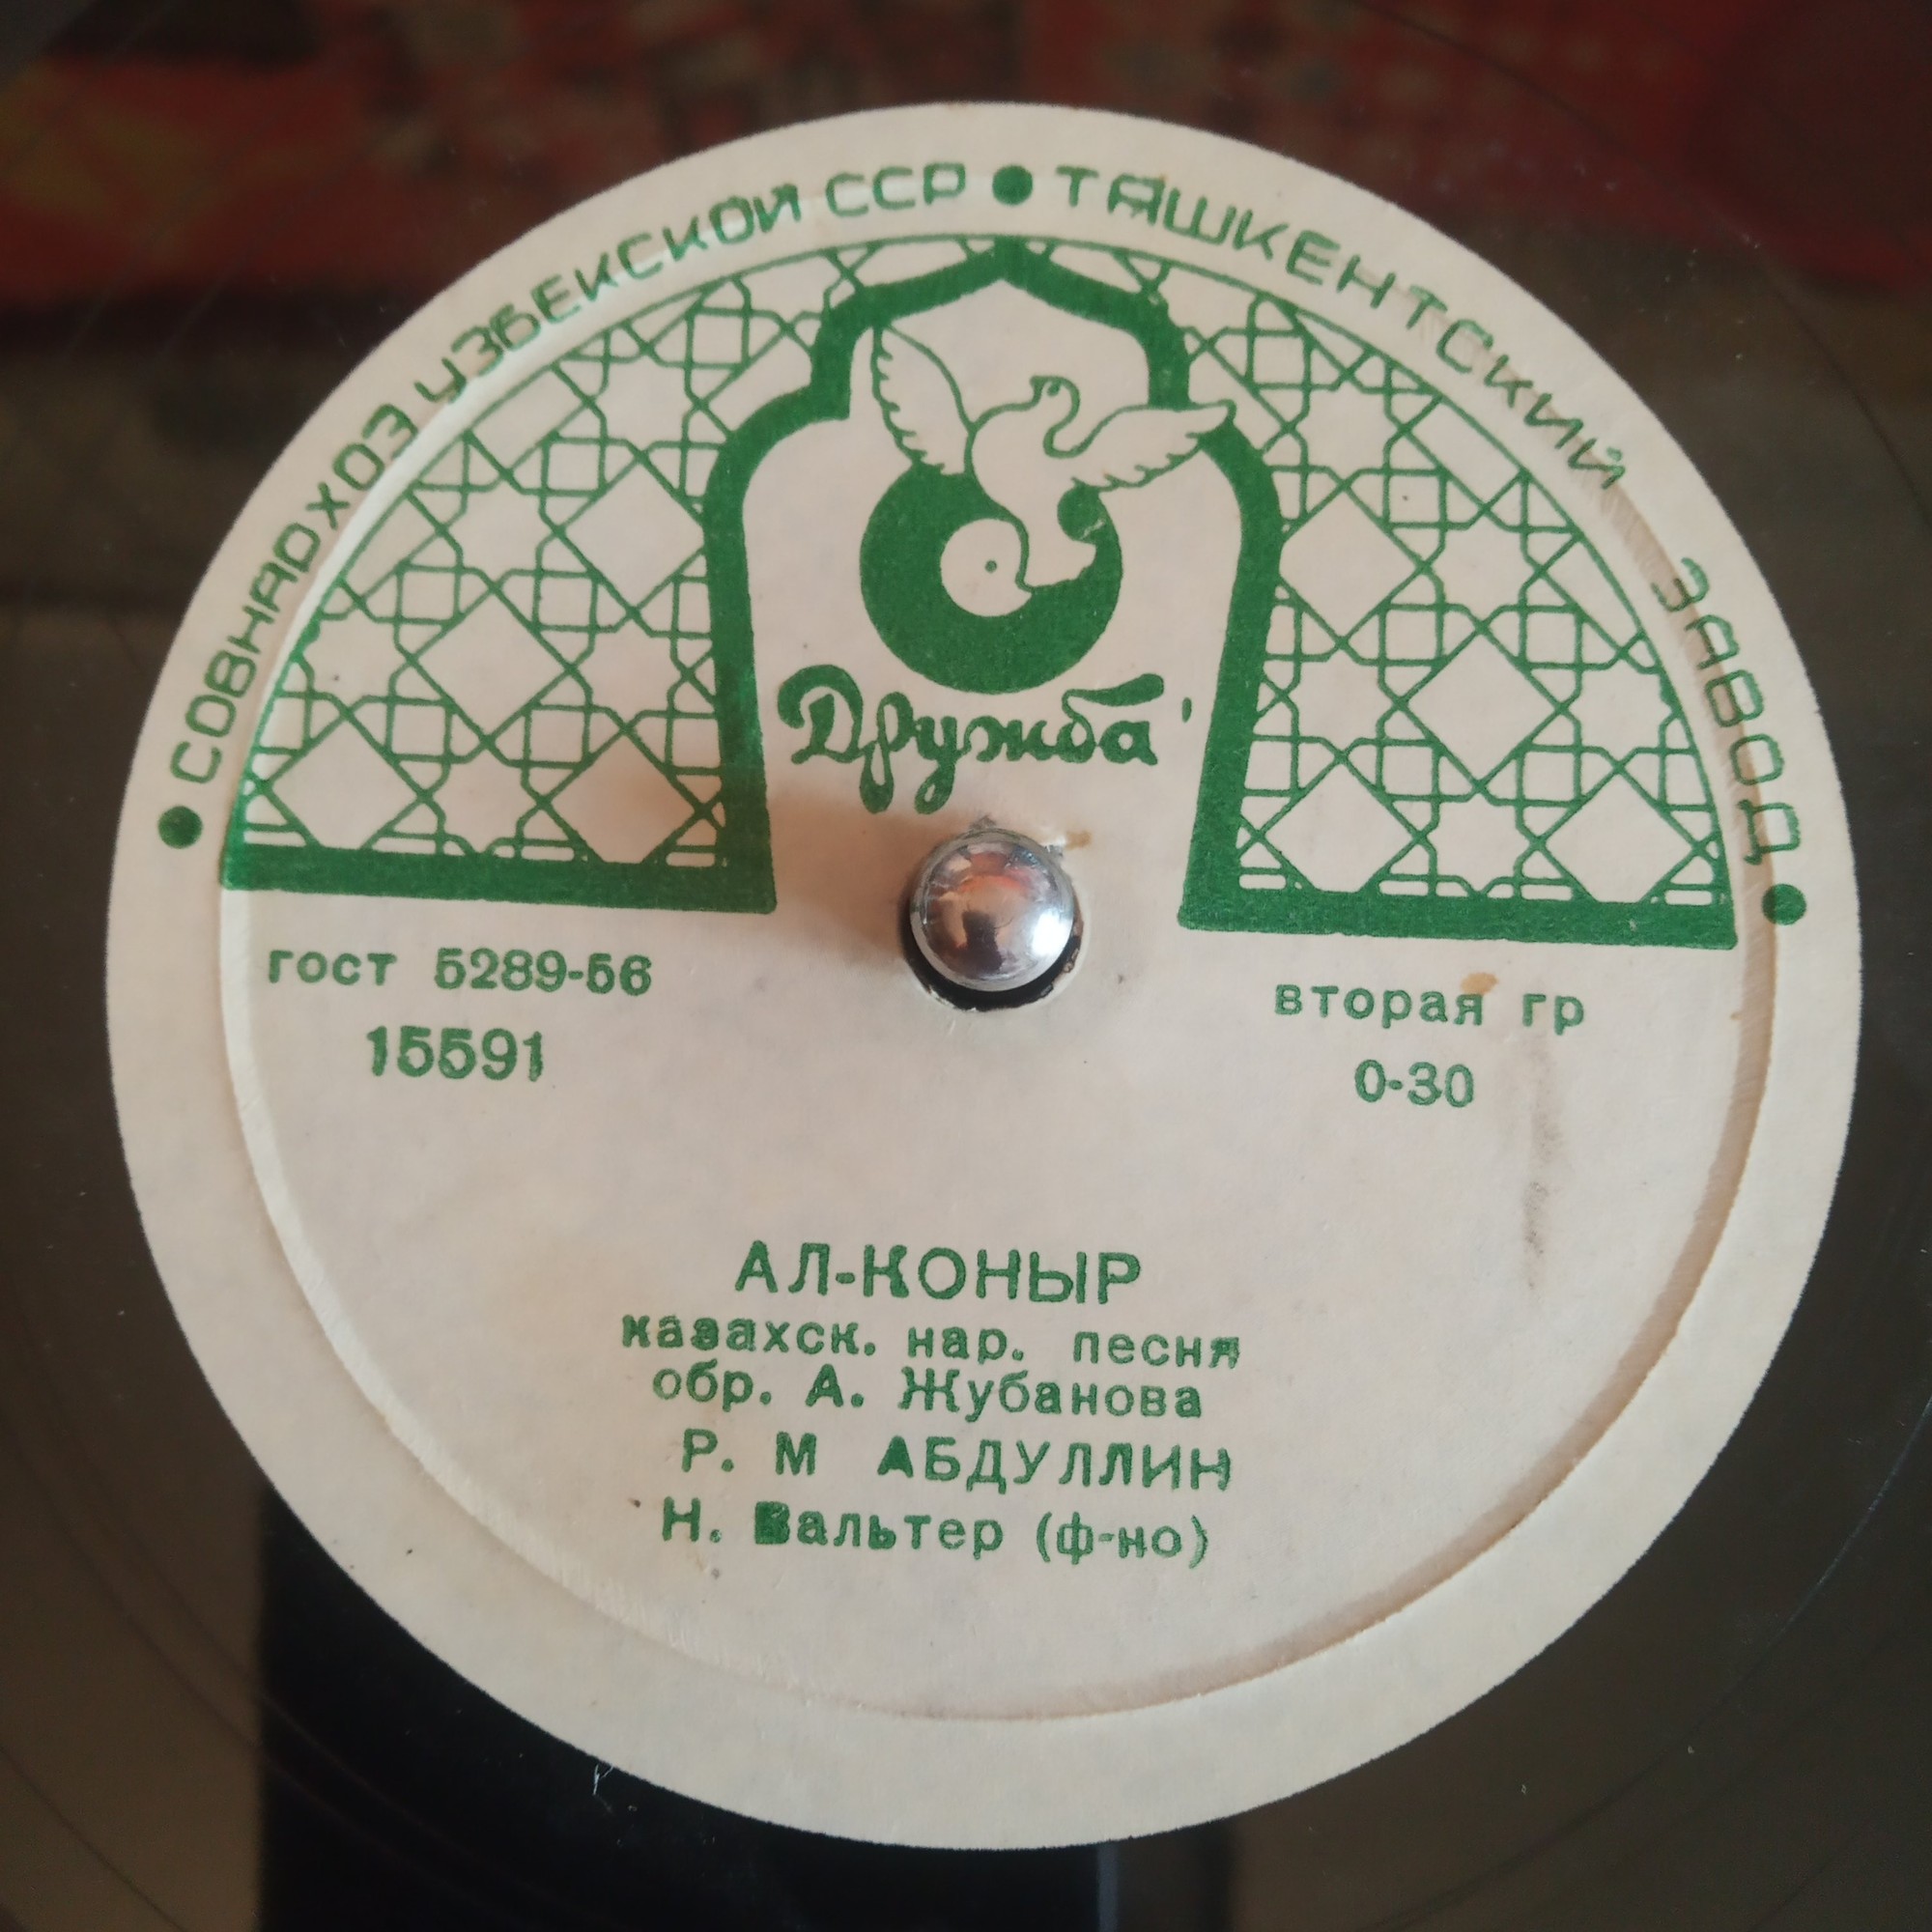 • СОВНАРХОЗ УЗБЕКСКОЙ ССР • ТАШКЕНТСКИЙ ЗАВОД •
Дружба
гост 5289-56
15591
вторая гр
0-30
АЛ-КОНЫР
казахск. нар. песня
обр. А. Жубанова
Р. М АБДУЛЛИН
Н. Вальтер (ф-но)